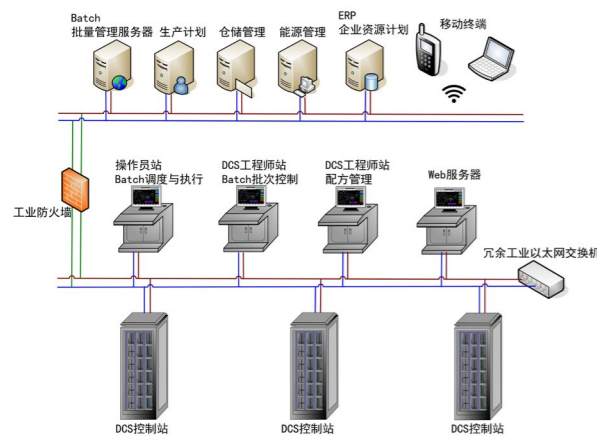 Batch
批量管理服务器
生产计划
仓储管理
能源管理
ERP
企业资源计划
移动终端
操作员站
Batch调度与执行
DCS工程师站
Batch批次控制
DCS工程师站
配方管理
Web服务器
工业防火墙
冗余工业以太网交换机
DCS控制站
DCS控制站
DCS控制站